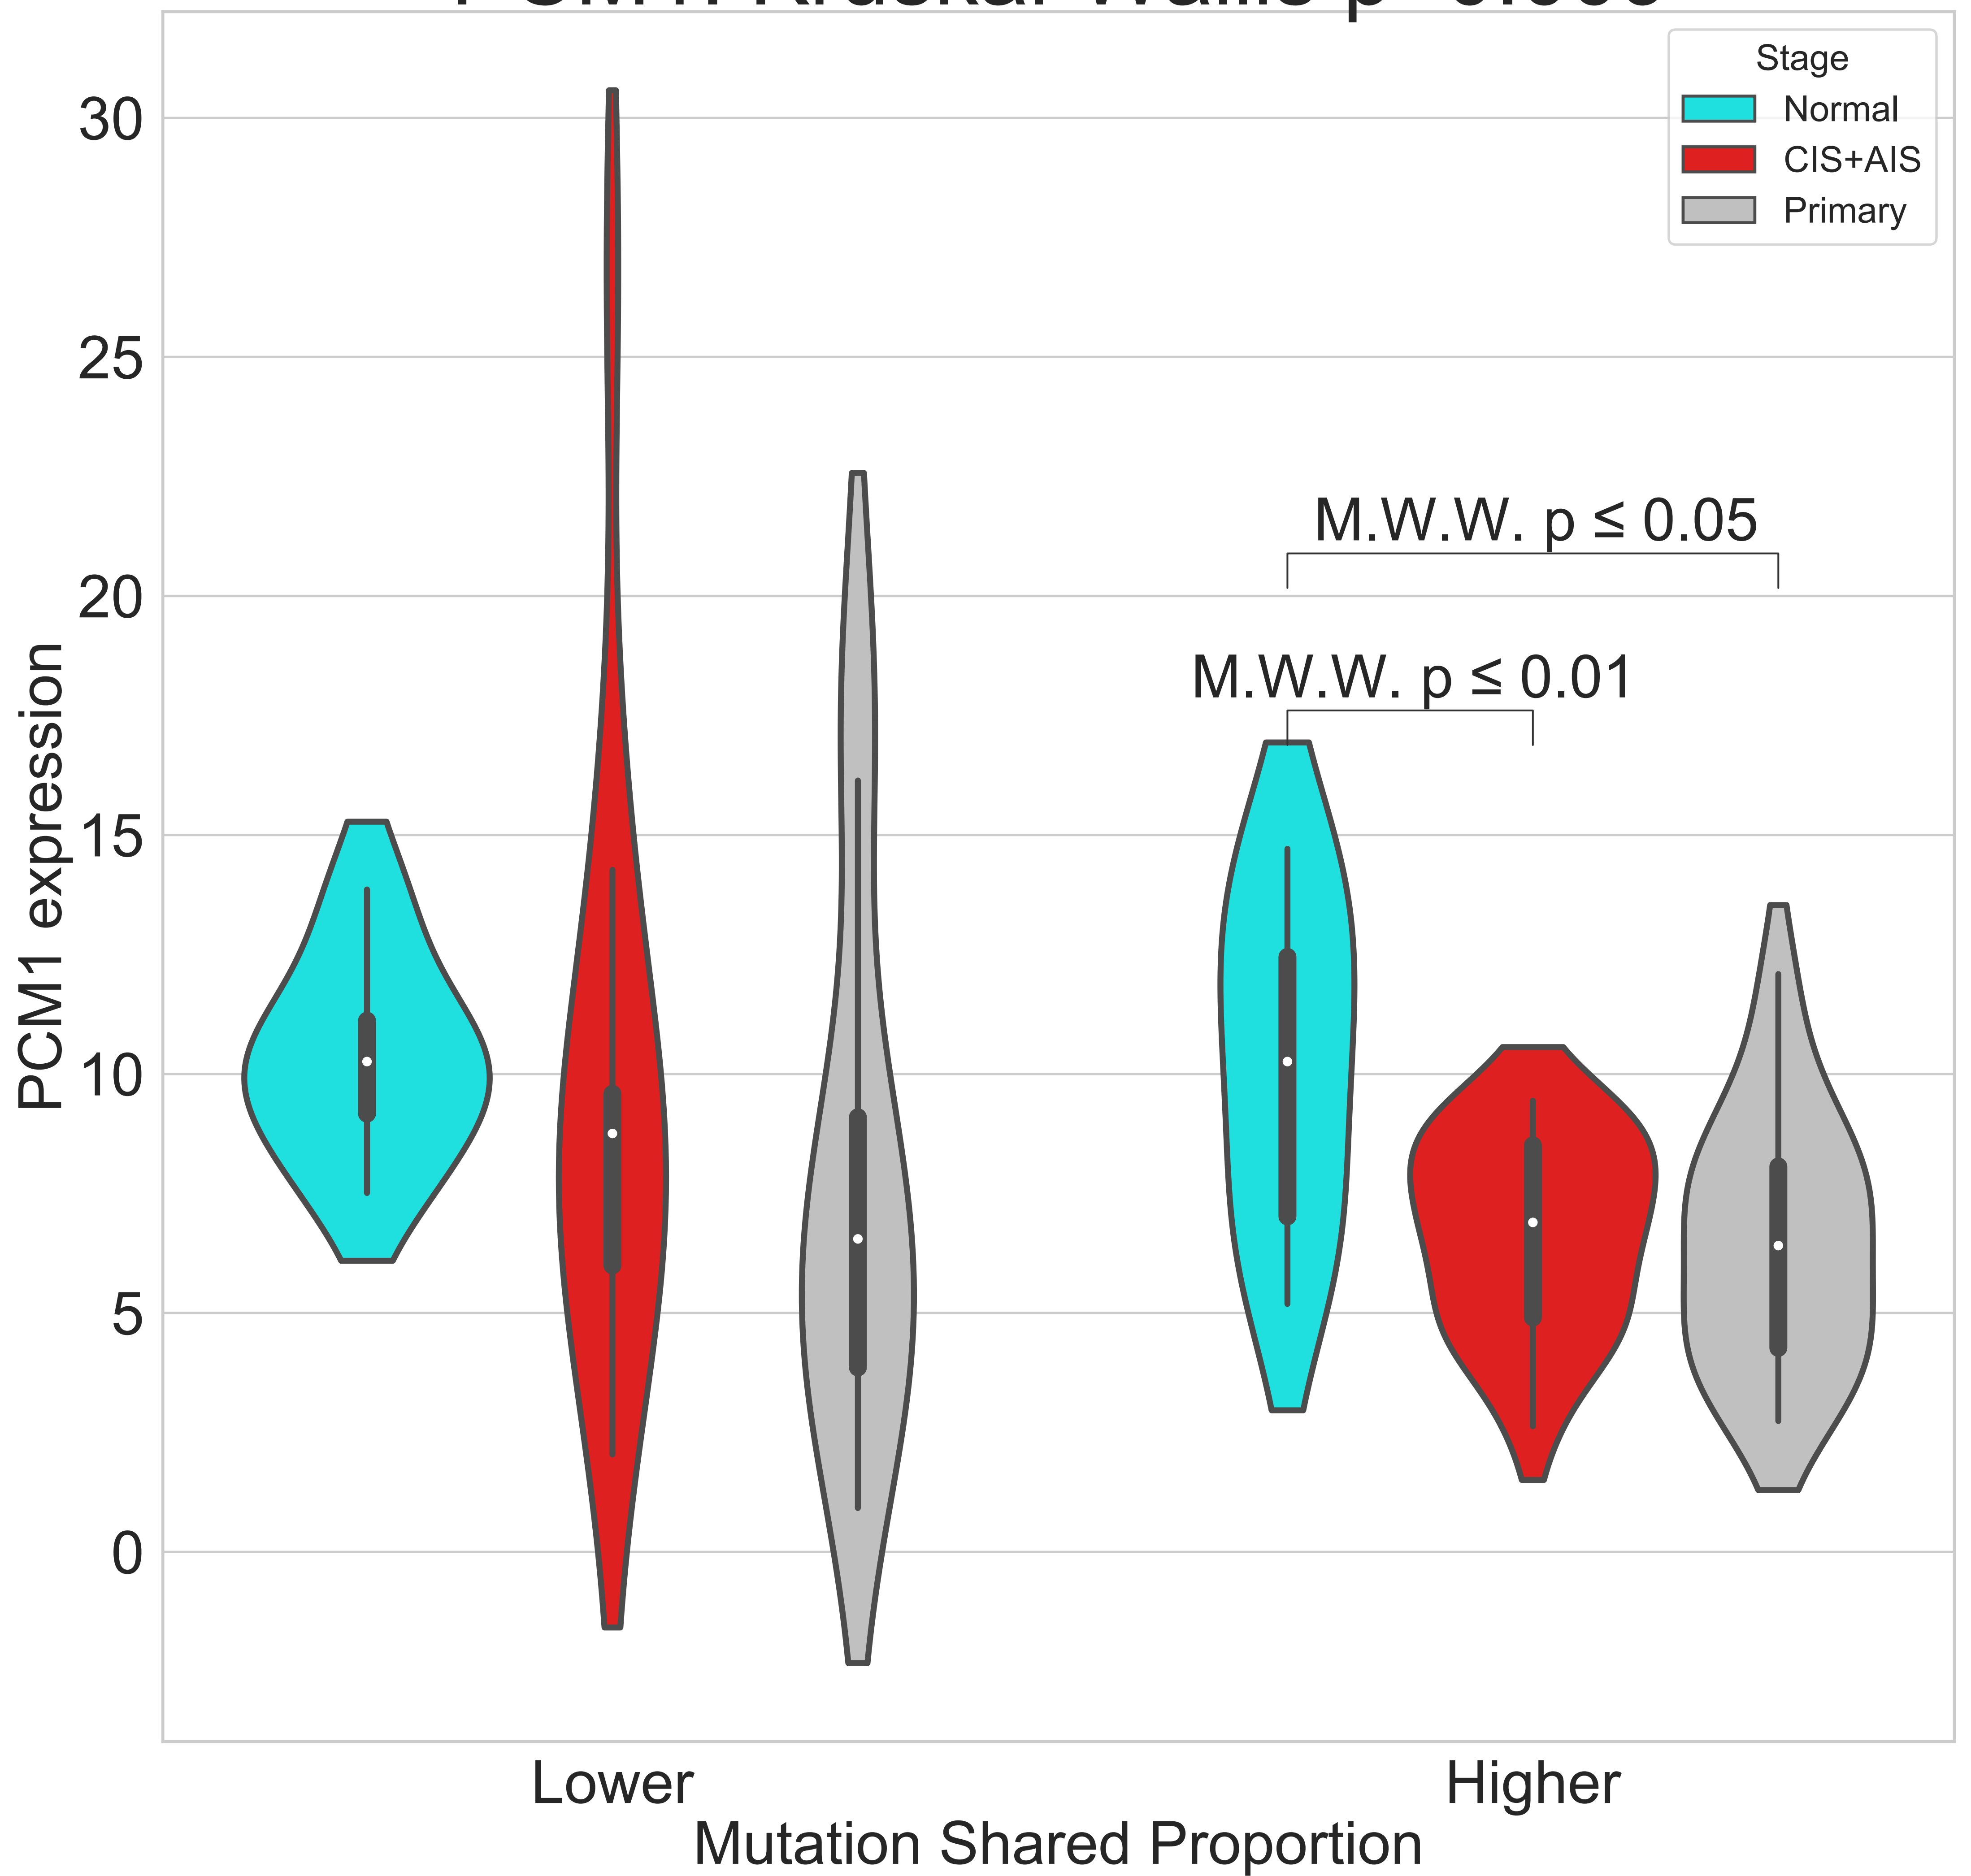 Stage
Normal
CIS+AIS
Primary
30
25
20
15
10
5
0
PCM1 expression
M.W.W. p ≤ 0.05
M.W.W. p ≤ 0.01
Lower
Higher
Mutation Shared Proportion